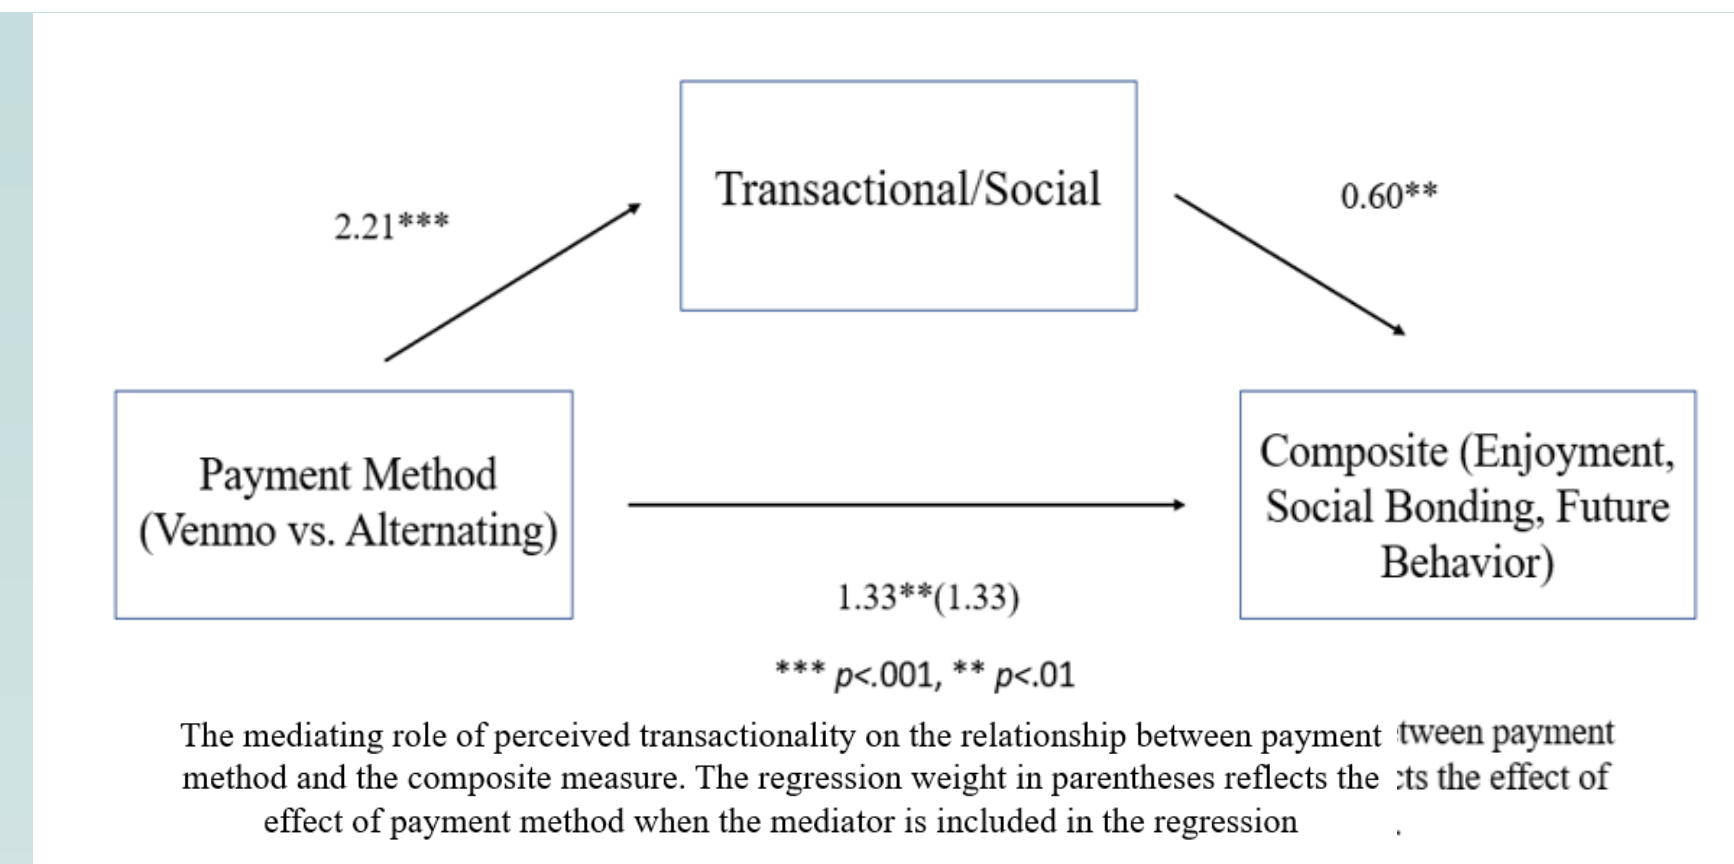 Transactional/Social
2.21***
0.60**
Payment Method
(Venmo vs. Alternating)
Composite (Enjoyment,
Social Bonding, Future
Behavior)
1.33**(1.33)
*** p<.001, ** p<.01
The mediating role of perceived transactionality on the relationship between payment
method and the composite measure. The regression weight in parentheses reflects the
effect of payment method when the mediator is included in the regression
tween payment
cts the effect of
.